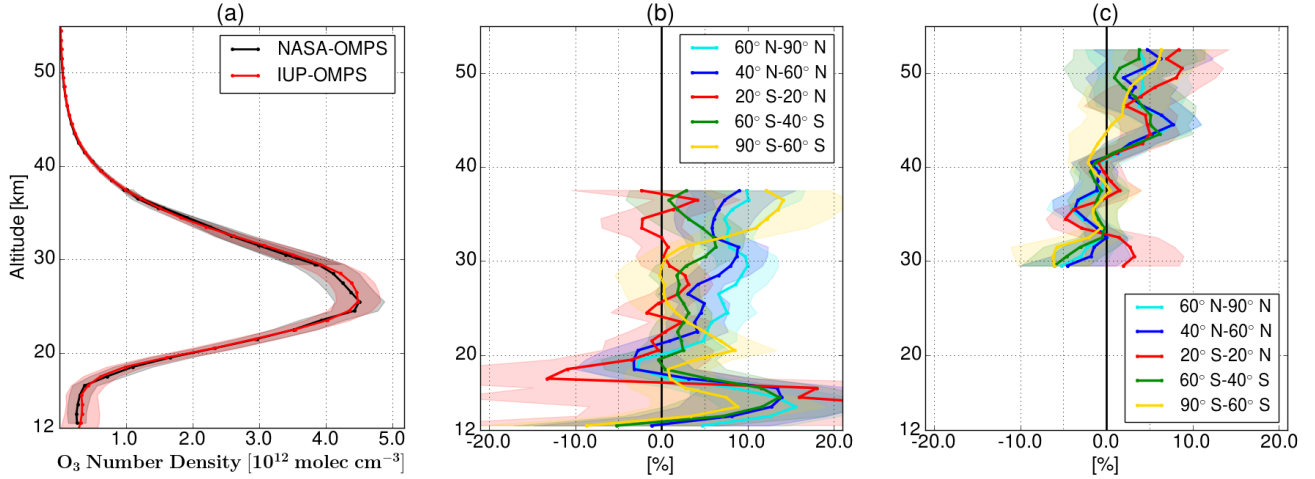 (a)
NASA-OMPS
IUP-OMPS
50
40
30
20
12
Altitude [km]
1.0 2.0 3.0 4.0 5.0
O₃ Number Density [10¹² molec cm⁻³]
(b)
60° N-90° N
40° N-60° N
20° S-20° N
60° S-40° S
90° S-60° S
50
40
30
20
12
-20.0 -10.0 0.0 10.0 20.0
[%]
(c)
50
40
30
20
12
60° N-90° N
40° N-60° N
20° S-20° N
60° S-40° S
90° S-60° S
-20.0 -10.0 0.0 10.0 20.0
[%]